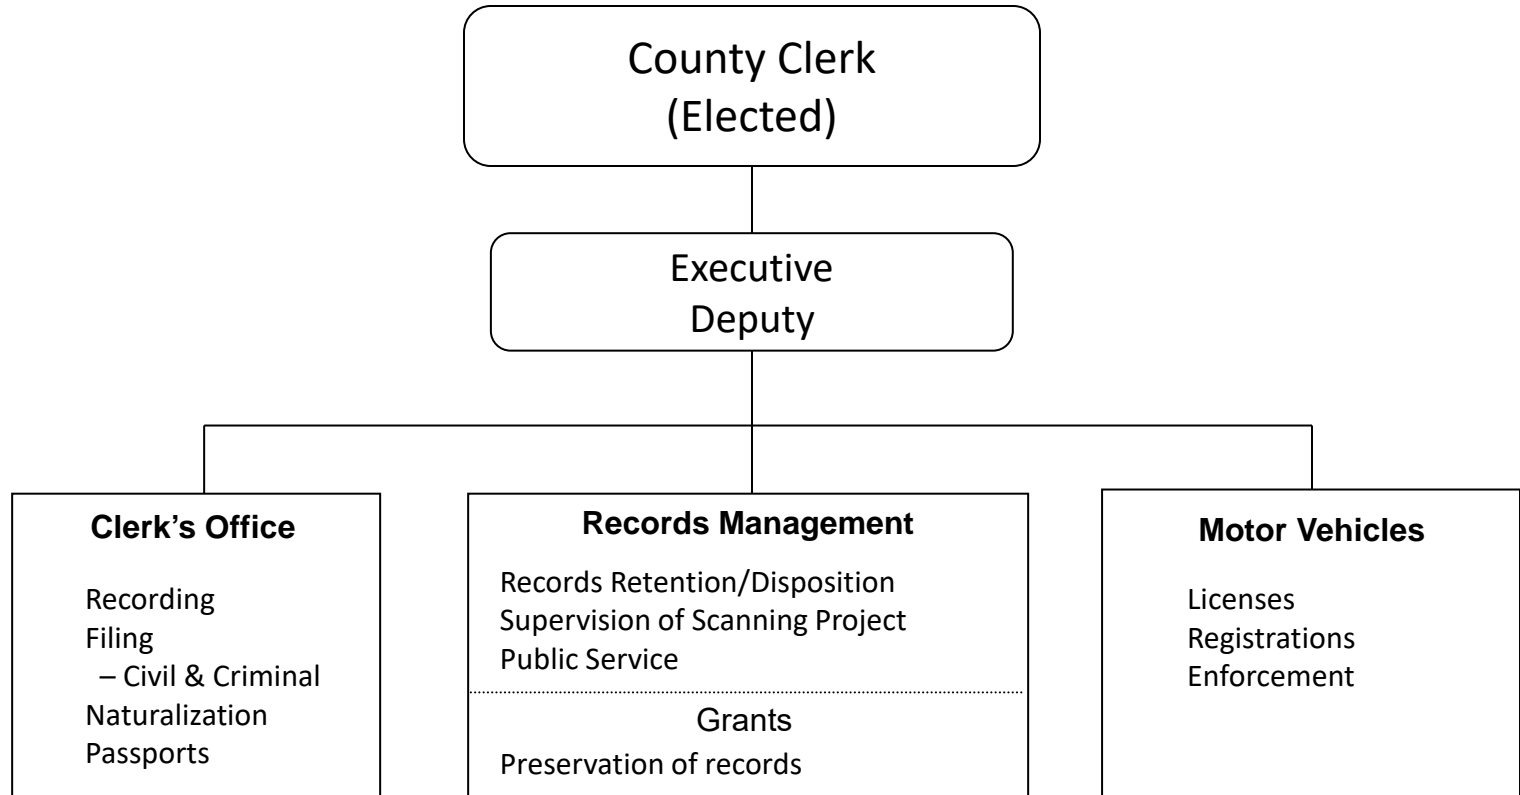 County Clerk
(Elected)
Executive
Deputy
Clerk’s Office
Recording
Filing
– Civil & Criminal
Naturalization
Passports
Records Management
Records Retention/Disposition
Supervision of Scanning Project
Public Service
Grants
Preservation of records
Motor Vehicles
Licenses
Registrations
Enforcement